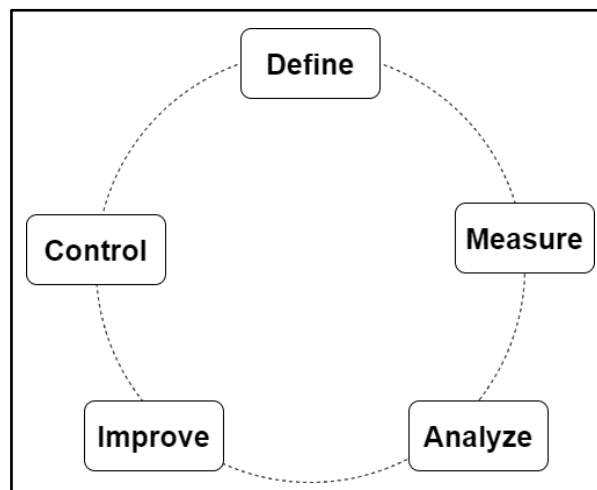 Define
Measure
Analyze
Improve
Control